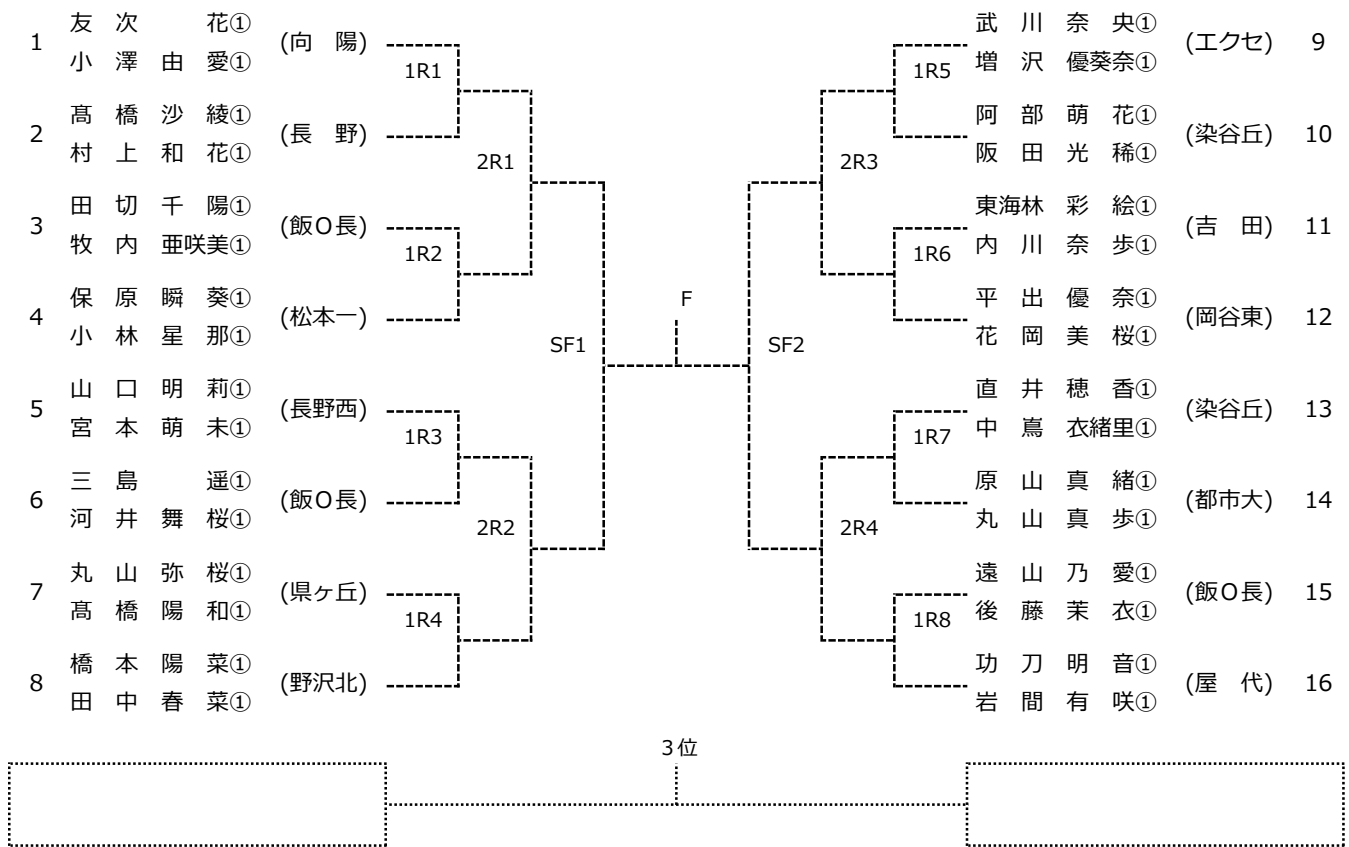 1 友次 花① 小澤由愛① (向 陽)
2 髙橋沙綾① 村上和花① (長 野)
3 田切千陽① 牧内亜咲美① (飯O長)
4 保原瞬葵① 小林星那① (松本一)
5 山口明莉① 宮本萌未① (長野西)
6 三島 遥① 河井舞桜① (飯O長)
7 丸山弥桜① 髙橋陽和① (県ヶ丘)
8 橋本陽菜① 田中春菜① (野沢北)
1R1
1R2
1R3
1R4
2R1
2R2
SF1
F
SF2
2R3
2R4
1R5
1R6
1R7
1R8
武川奈央① 増沢優葵奈① (エクセ) 9
阿部萌花① 阪田光稀① (染谷丘) 10
東海林彩絵① 内川奈歩① (吉 田) 11
平出優奈① 花岡美桜① (岡谷東) 12
直井穂香① 中嶌衣緒里① (染谷丘) 13
原山真緒① 丸山真歩① (都市大) 14
遠山乃愛① 後藤茉衣① (飯O長) 15
功刀明音① 岩間有咲① (屋 代) 16
3位